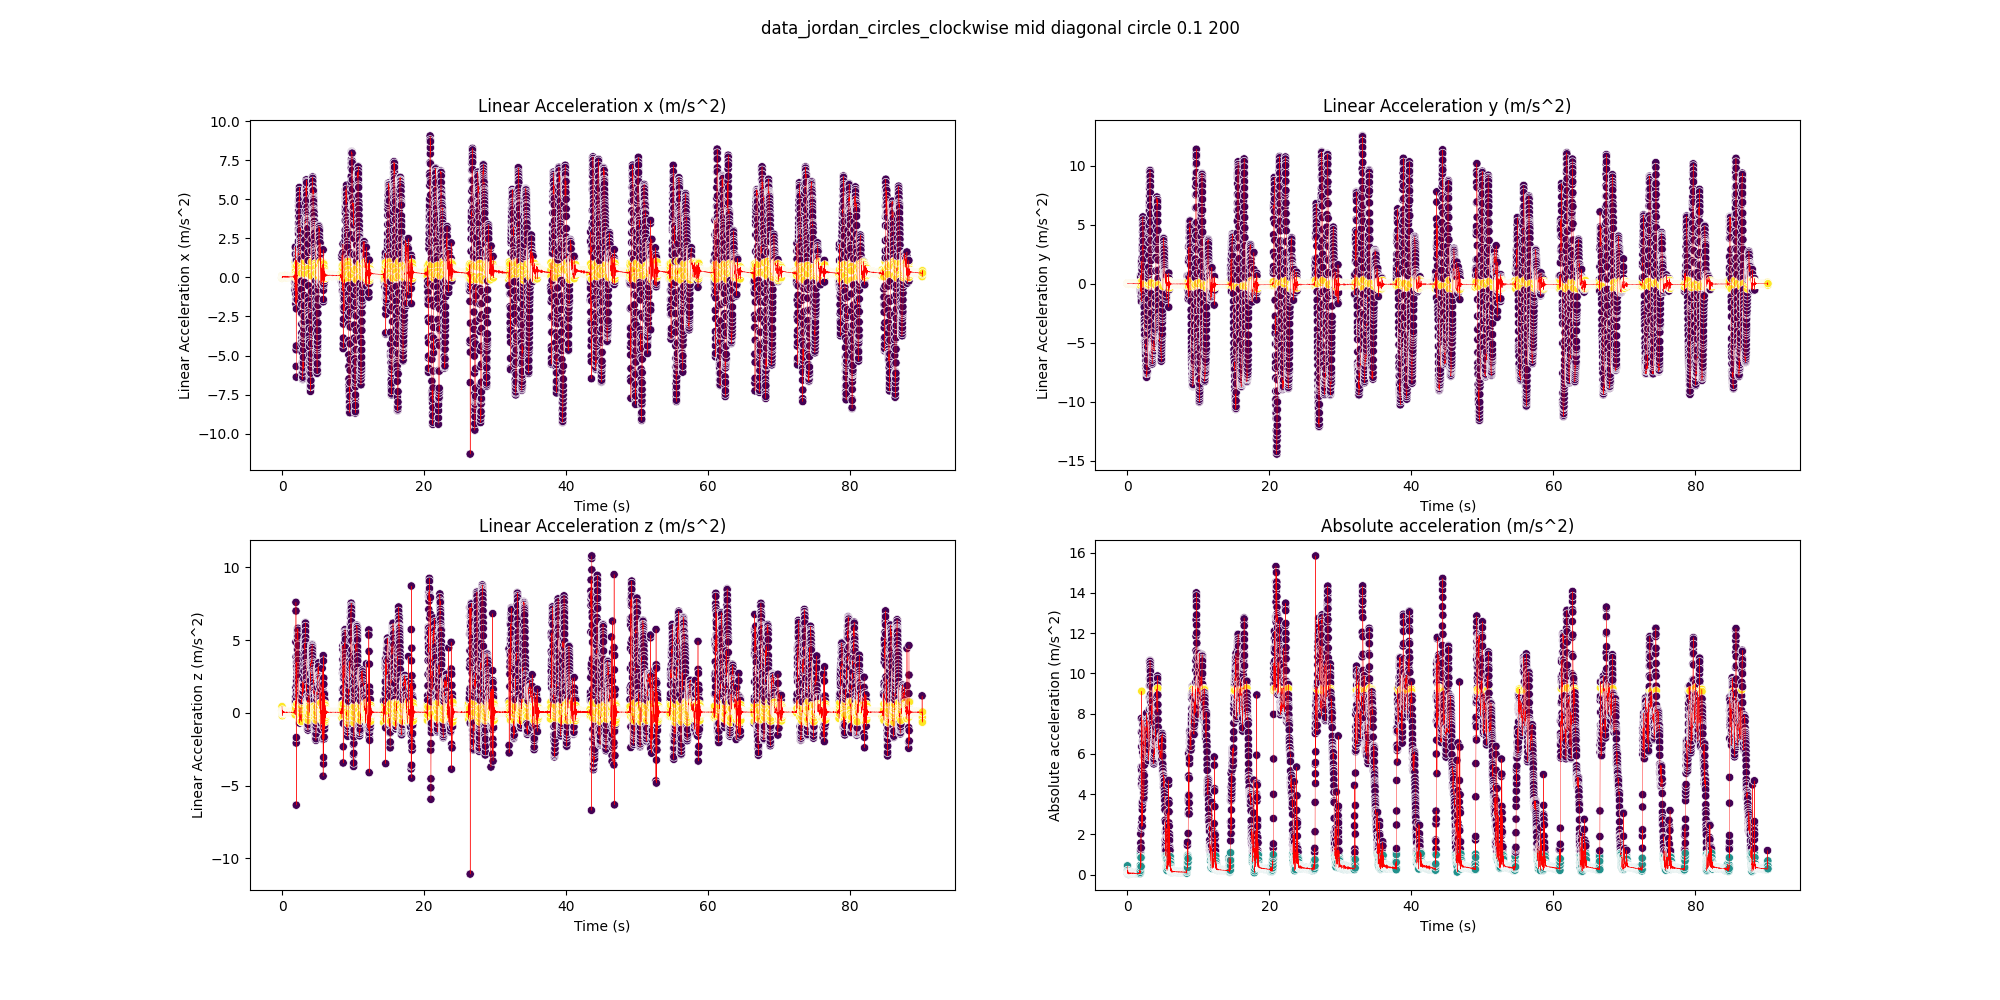 data_jordan_circles_clockwise mid diagonal circle 0.1 200
Linear Acceleration x (m/s^2)
Linear Acceleration x (m/s^2)
10.0
7.5
5.0
2.5
0.0
−2.5
−5.0
−7.5
−10.0
0 20 40 60 80
Time (s)
Linear Acceleration y (m/s^2)
Linear Acceleration y (m/s^2)
10
5
0
−5
−10
−15
0 20 40 60 80
Time (s)
Linear Acceleration z (m/s^2)
Linear Acceleration z (m/s^2)
10
5
0
−5
−10
0 20 40 60 80
Time (s)
Absolute acceleration (m/s^2)
Absolute acceleration (m/s^2)
16
14
12
10
8
6
4
2
0
0 20 40 60 80
Time (s)